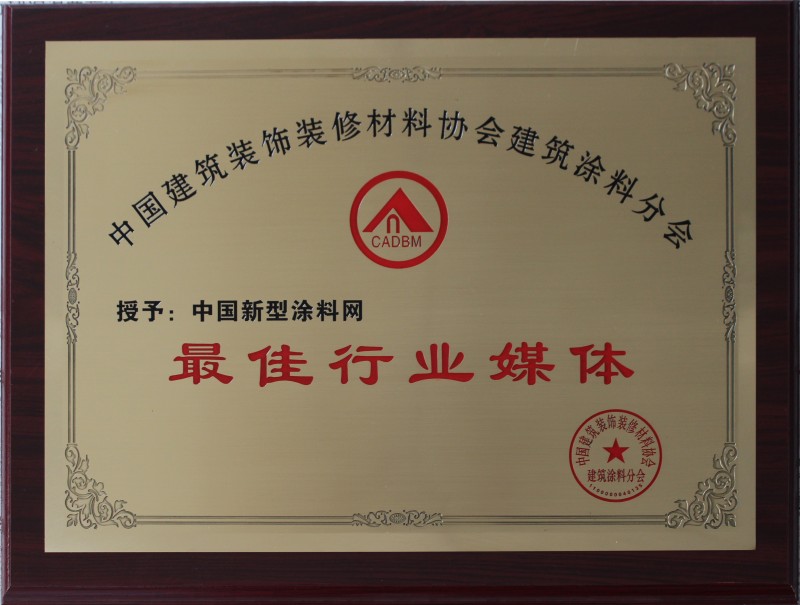 中国建筑装饰装修材料协会建筑涂料分会
CADBM
授予：中国新型涂料网
最佳行业媒体
中国建筑装饰装修材料协会
建筑涂料分会